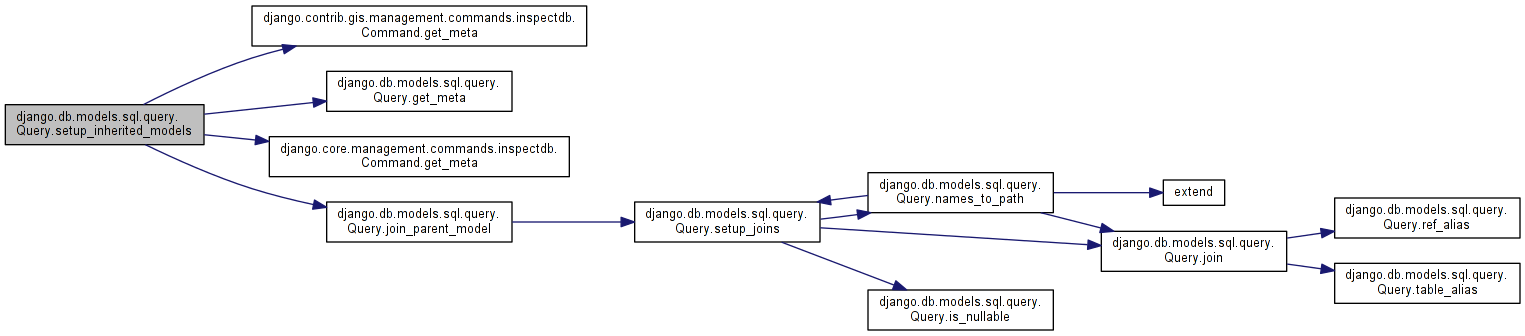 django.contrib.gis.management.commands.inspectdb.
Command.get_meta
django.db.models.sql.query.
Query.get_meta
django.db.models.sql.query.
Query.setup_inherited_models
django.core.management.commands.inspectdb.
Command.get_meta
django.db.models.sql.query.
Query.join_parent_model
django.db.models.sql.query.
Query.setup_joins
django.db.models.sql.query.
Query.names_to_path
extend
django.db.models.sql.query.
Query.join
django.db.models.sql.query.
Query.ref_alias
django.db.models.sql.query.
Query.table_alias
django.db.models.sql.query.
Query.is_nullable